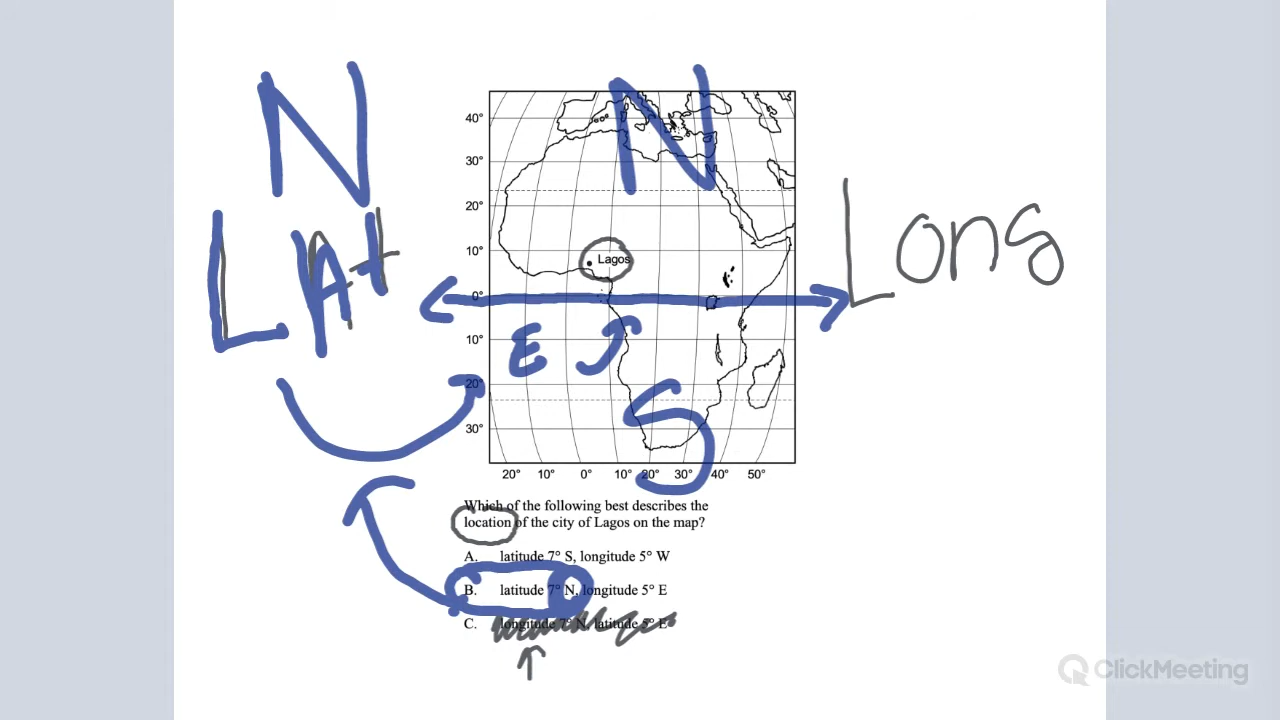 N
N
40°
30°
20°
LAt
Long
10°
Lagos
0°
10°
E
20°
S
30°
20° 10° 0° 10° 20° 30° 40° 50°
Which of the following best describes the
location of the city of Lagos on the map?
A. latitude 7° S, longitude 5° W
B. latitude 7° N, longitude 5° E
C. longitude 7° N, latitude 5° E
ClickMeeting